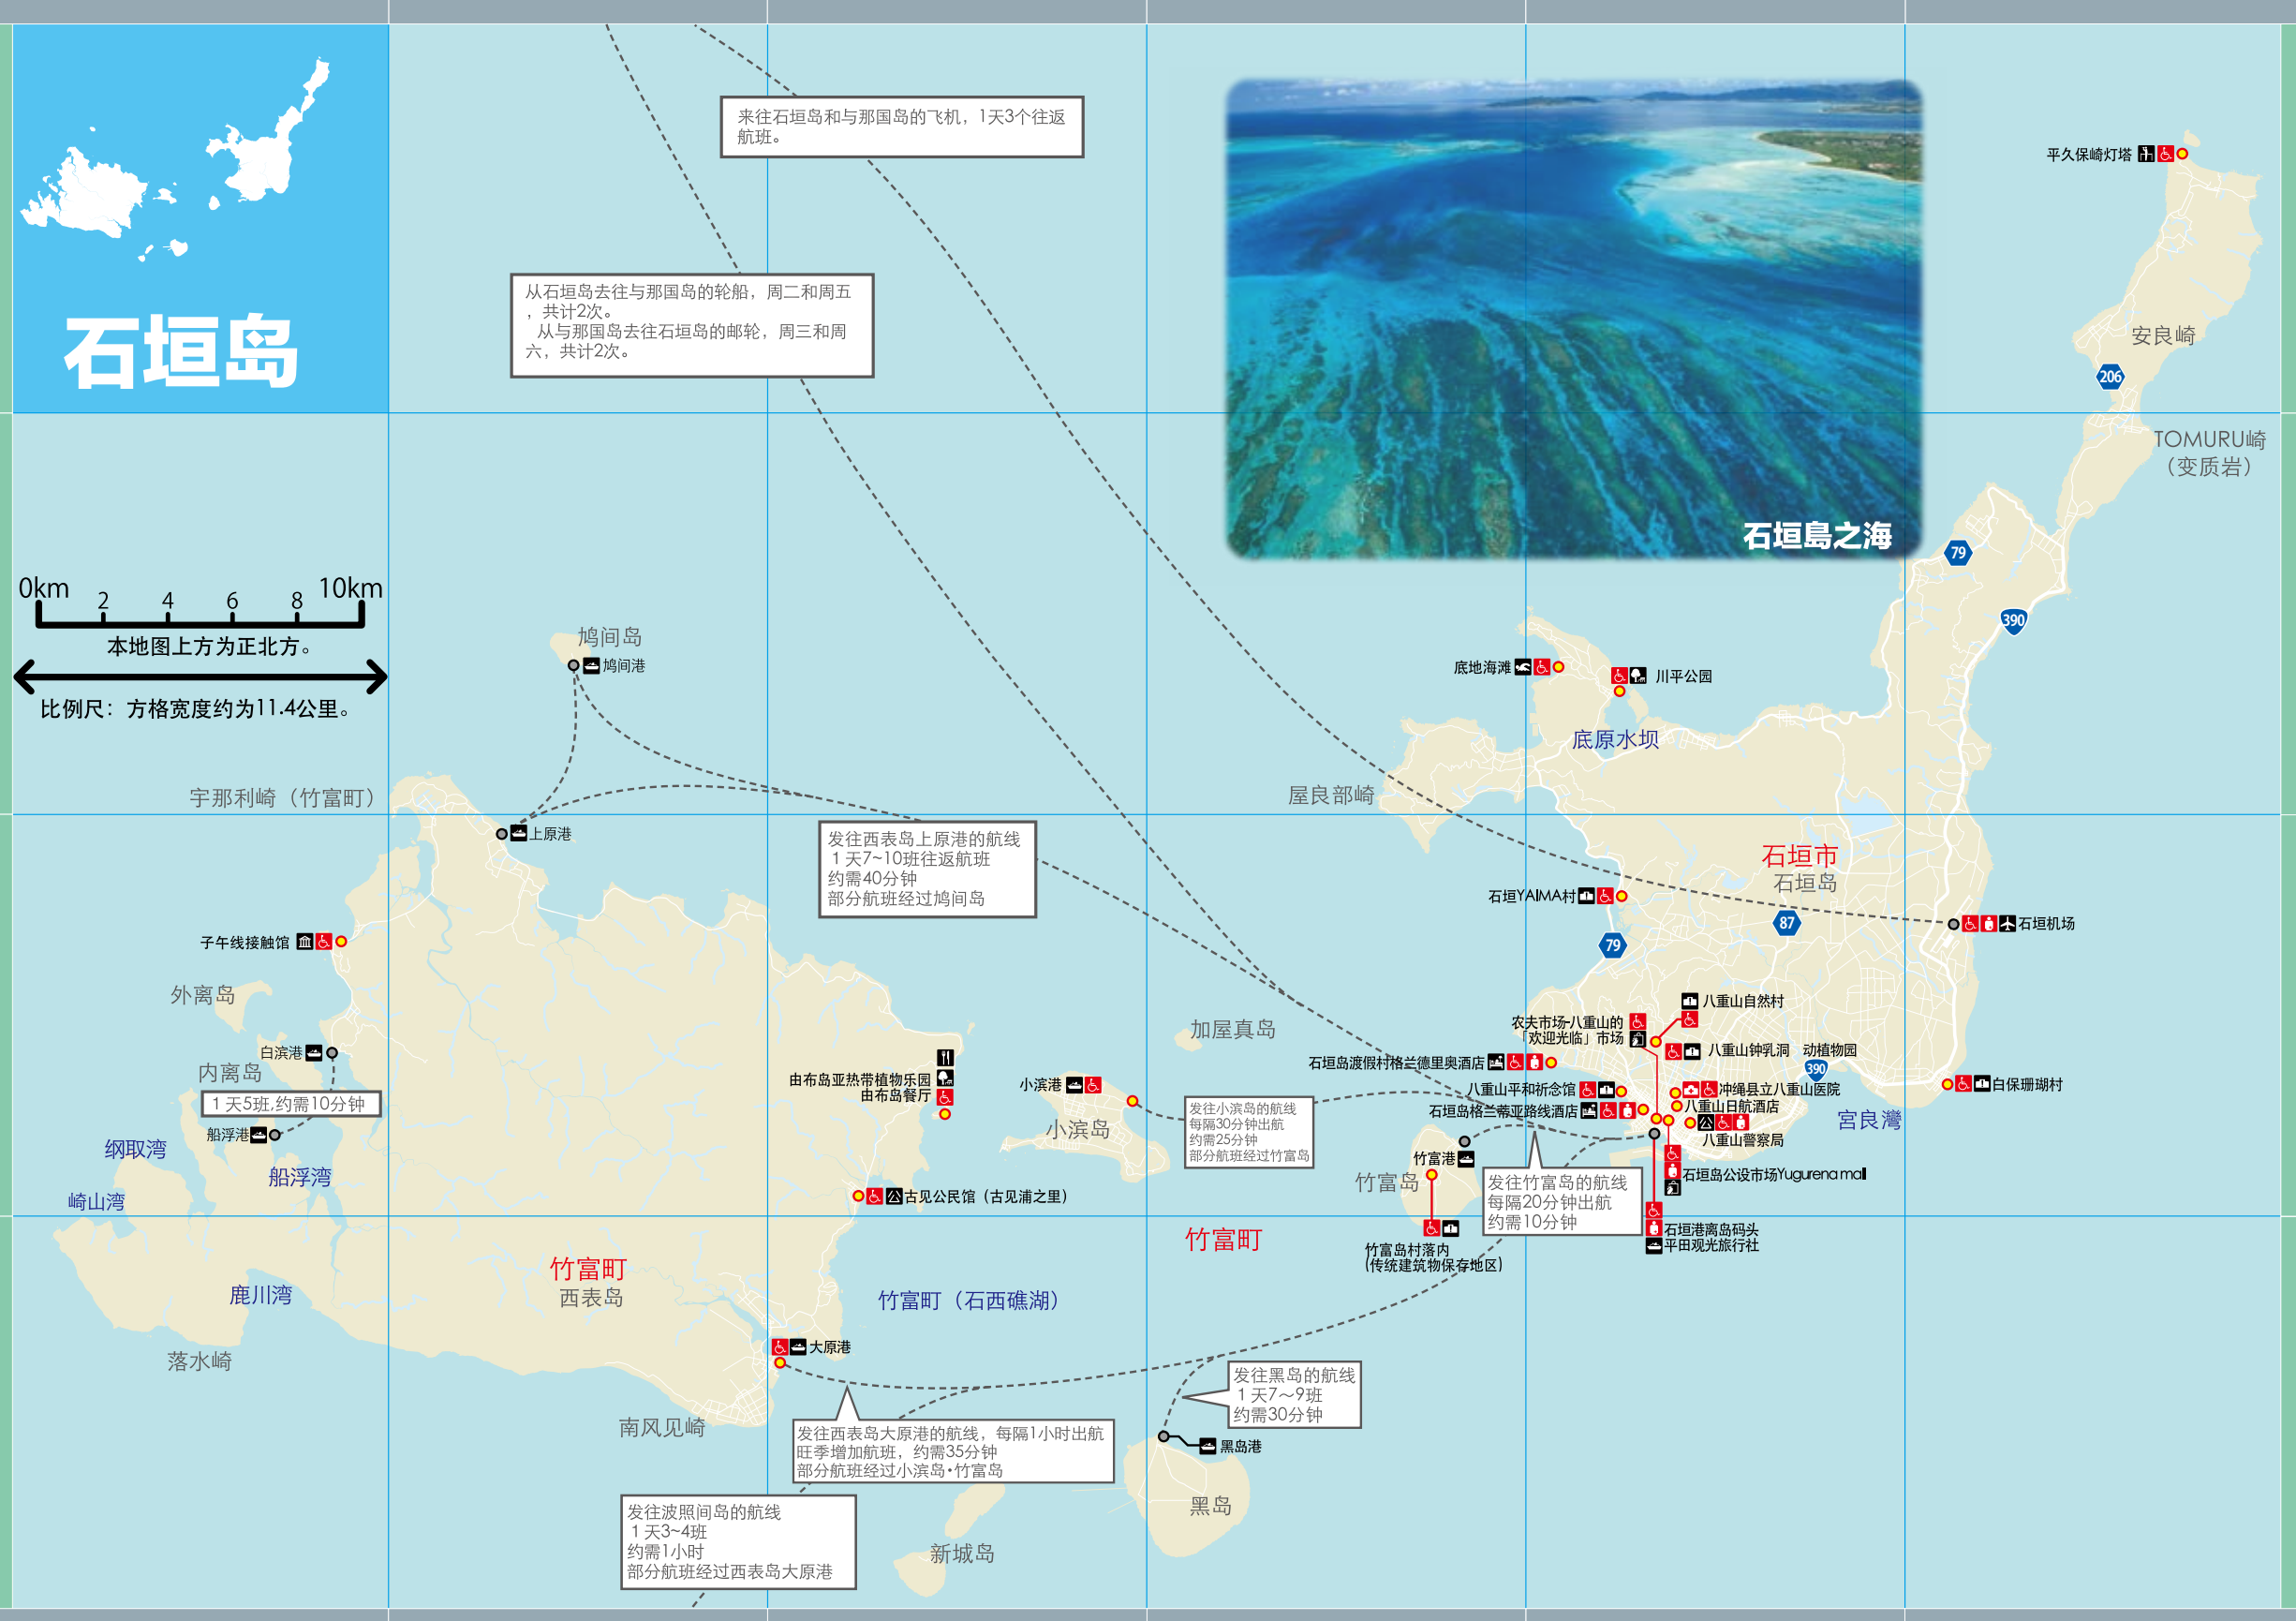 石垣岛
0km
2
4
6
8
10km
本地图上方为正北方。
比例尺：方格宽度约为11.4公里。
来往石垣岛和与那国岛的飞机，1天3个往返
航班。
从石垣岛去往与那国岛的轮船，周二和周五
，共计2次。
从与那国岛去往石垣岛的邮轮，周三和周
六，共计2次。
石垣島之海
平久保崎灯塔
安良崎
206
TOMURU崎
（变质岩）
79
390
鸠间岛
鸠间港
底地海滩
川平公园
底原水坝
屋良部崎
宇那利崎（竹富町）
上原港
发往西表岛上原港的航线
1 天7~10班往返航班
约需40分钟
部分航班经过鸠间岛
石垣市
石垣岛
石垣YAIMA村
87
79
石垣机场
子午线接触馆
外离岛
白滨港
内离岛
1 天5班,约需10分钟
船浮港
纲取湾
船浮湾
崎山湾
鹿川湾
落水崎
由布岛亚热带植物乐园
由布岛餐厅
小滨港
小滨岛
加屋真岛
古见公民馆（古见浦之里）
竹富町
西表岛
竹富町（石西礁湖）
竹富町
大原港
南风见崎
八重山自然村
农夫市场-八重山的
「欢迎光临」市场
八重山钟乳洞
动植物园
390
石垣岛渡假村格兰德里奥酒店
八重山平和祈念馆
冲绳县立八重山医院
石垣岛格兰蒂亚路线酒店
八重山日航酒店
八重山警察局
白保珊瑚村
宮良灣
石垣岛公设市场Yugurena mall
石垣港离岛码头
平田观光旅行社
发往小滨岛的航线
每隔30分钟出航
约需25分钟
部分航班经过竹富岛
竹富港
竹富岛
发往竹富岛的航线
每隔20分钟出航
约需10分钟
竹富岛村落内
(传统建筑物保存地区)
发往黑岛的航线
1 天7～9班
约需30分钟
黑岛港
黑岛
发往西表岛大原港的航线，每隔1小时出航
旺季增加航班，约需35分钟
部分航班经过小滨岛•竹富岛
发往波照间岛的航线
1 天3~4班
约需1小时
部分航班经过西表岛大原港
新城岛